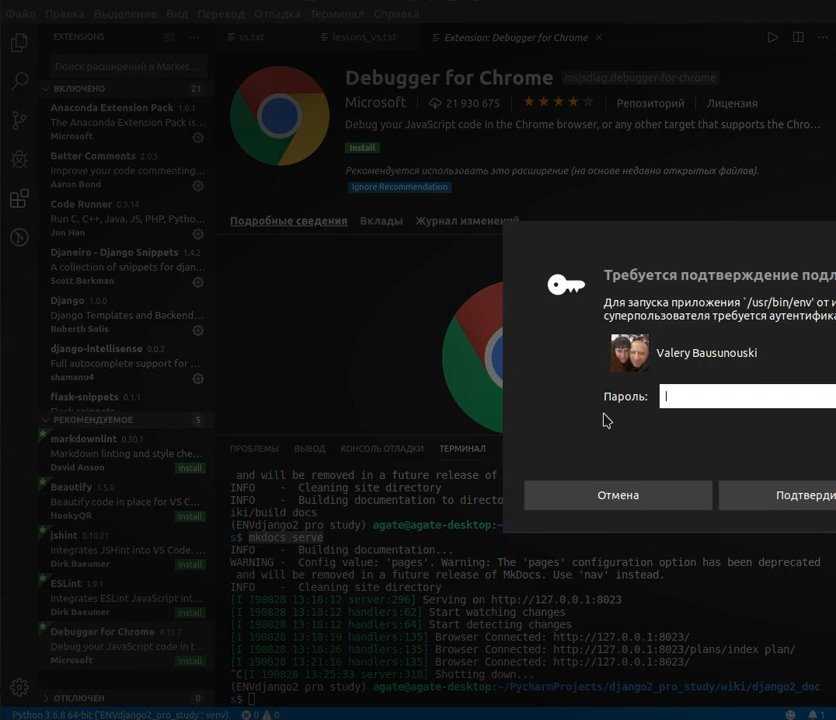 Файл Правка Выделение Вид Переход Отладка Терминал Справка
EXTENSIONS
vs.txt
lessons_vs.txt
Extension: Debugger for Chrome
Поиск расширений в Market...
ВКЛЮЧЕНО 21
Anaconda Extension Pack 1.0.1
The Anaconda Extension Pack is...
Microsoft
Better Comments 2.0.5
Improve your code commenting...
Aaron Bond
Code Runner 0.9.14
Run C, C++, Java, JS, PHP, Pytho...
Jun Han
Djaneiro - Django Snippets 1.4.2
A collection of snippets for djan...
Scott Barkman
Django 1.0.0
Django Templates and Backend...
Roberth Solis
django-intellisense 0.0.2
Full autocomplete support for ...
shamanu4
flask-snippets 0.1.1
РЕКОМЕНДУЕМОЕ 5
markdownlint 0.30.1
Markdown linting and style che...
David Anson Install
Beautify 1.5.0
Beautify code in place for VS C...
HookyQR Install
jshint 0.10.21
Integrates JSHint into VS Code. ...
Dirk Baeumer Install
ESLint 1.9.1
Integrates ESLint JavaScript int...
Dirk Baeumer Install
Debugger for Chrome 4.11.7
Debug your JavaScript code in t...
Microsoft Install
ОТКЛЮЧЕН 0
Debugger for Chrome msjsdiag.debugger-for-chrome
Microsoft 21 930 675 Репозиторий Лицензия
Debug your JavaScript code in the Chrome browser, or any other target that supports the Chro...
Install
Рекомендуется использовать это расширение (на основе недавно открытых файлов).
Ignore Recommendation
Подробные сведения Вклады Журнал изменений
Требуется подтверждение подл
Для запуска приложения `/usr/bin/env' от и
суперпользователя требуется аутентифика
Valery Bausunouski
Пароль:
Отмена
Подтверди
ПРОБЛЕМЫ ВЫВОД КОНСОЛЬ ОТЛАДКИ ТЕРМИНАЛ
and will be removed in a future release of
INFO - Cleaning site directory
INFO - Building documentation to directo
iki/build_docs
(ENVdjango2_pro_study) agate@agate-desktop:~
s$ mkdocs serve
INFO - Building documentation...
WARNING - Config value: 'pages'. Warning: The 'pages' configuration option has been deprecated
and will be removed in a future release of MkDocs. Use 'nav' instead.
INFO - Cleaning site directory
[I 190828 13:18:12 server:296] Serving on http://127.0.0.1:8023
[I 190828 13:18:12 handlers:62] Start watching changes
[I 190828 13:18:12 handlers:64] Start detecting changes
[I 190828 13:18:19 handlers:135] Browser Connected: http://127.0.0.1:8023/
[I 190828 13:18:26 handlers:135] Browser Connected: http://127.0.0.1:8023/plans/index_plan/
[I 190828 13:21:16 handlers:135] Browser Connected: http://127.0.0.1:8023/
^C[I 190828 13:25:33 server:318] Shutting down...
(ENVdjango2_pro_study) agate@agate-desktop:~/PycharmProjects/django2_pro_study/wiki/django2_doc
s$
Python 3.6.8 64-bit ('ENVdjango2_pro_study': venv) 0 0 1